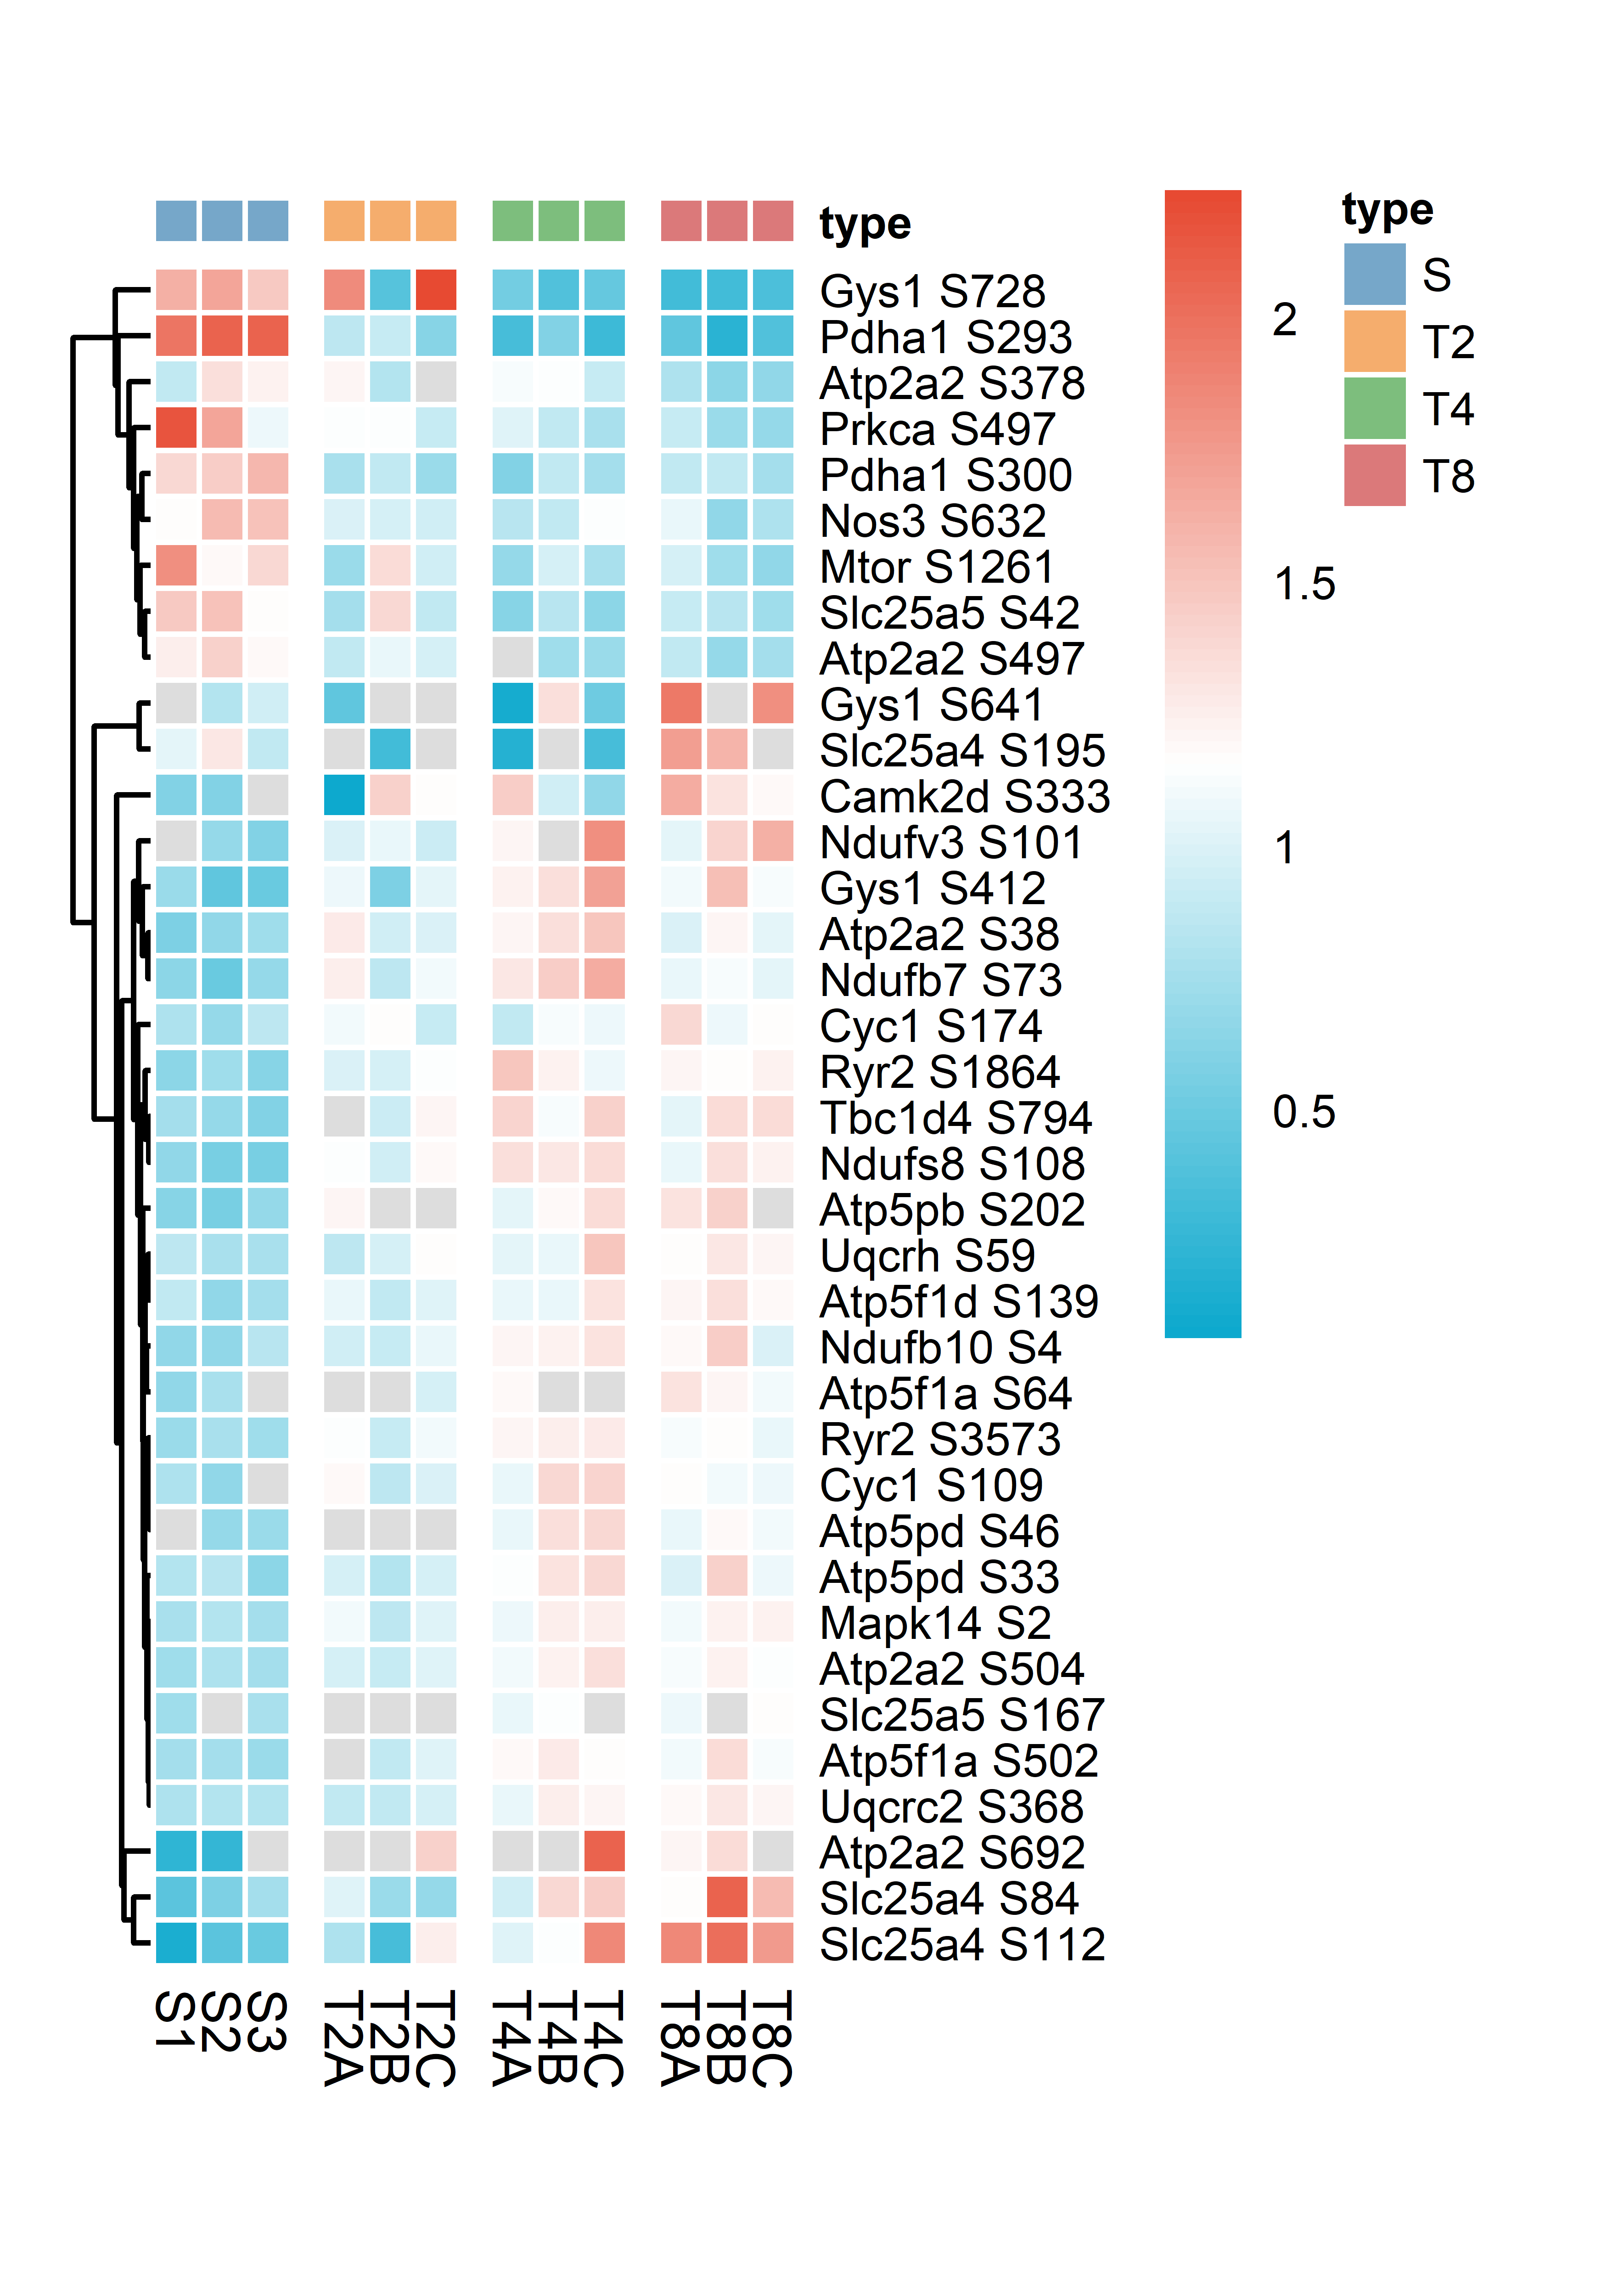 type
Gys1 S728
Pdha1 S293
Atp2a2 S378
Prkca S497
Pdha1 S300
Nos3 S632
Mtor S1261
Slc25a5 S42
Atp2a2 S497
Gys1 S641
Slc25a4 S195
Camk2d S333
Ndufv3 S101
Gys1 S412
Atp2a2 S38
Ndufb7 S73
Cyc1 S174
Ryr2 S1864
Tbc1d4 S794
Ndufs8 S108
Atp5pb S202
Uqcrh S59
Atp5f1d S139
Ndufb10 S4
Atp5f1a S64
Ryr2 S3573
Cyc1 S109
Atp5pd S46
Atp5pd S33
Mapk14 S2
Atp2a2 S504
Slc25a5 S167
Atp5f1a S502
Uqcrc2 S368
Atp2a2 S692
Slc25a4 S84
Slc25a4 S112
S1
S2
S3
T2A
T2B
T2C
T4A
T4B
T4C
T8A
T8B
T8C
2
1.5
1
0.5
type
S
T2
T4
T8